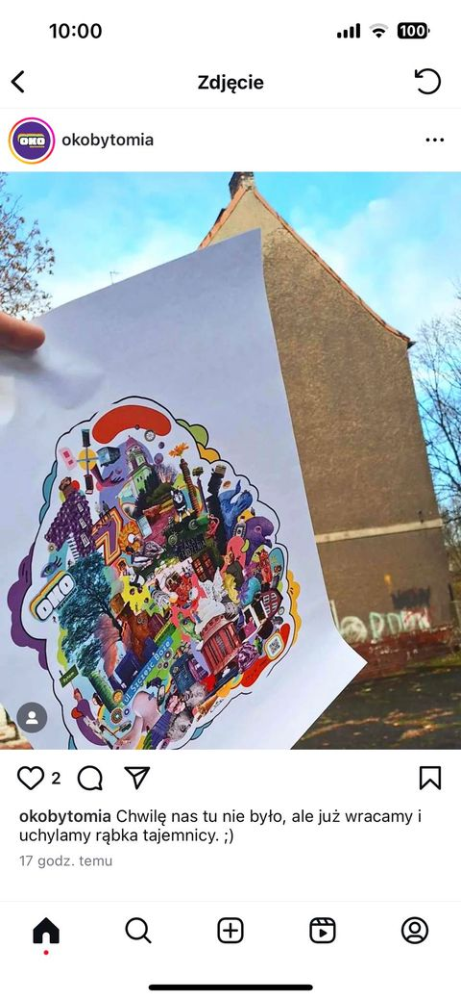 10:00
100
Zdjęcie
OKO
okobytomia
OKO
okobytomia Chwilę nas tu nie było, ale już wracamy i
uchylamy rąbka tajemnicy. ;)
2
17 godz. temu